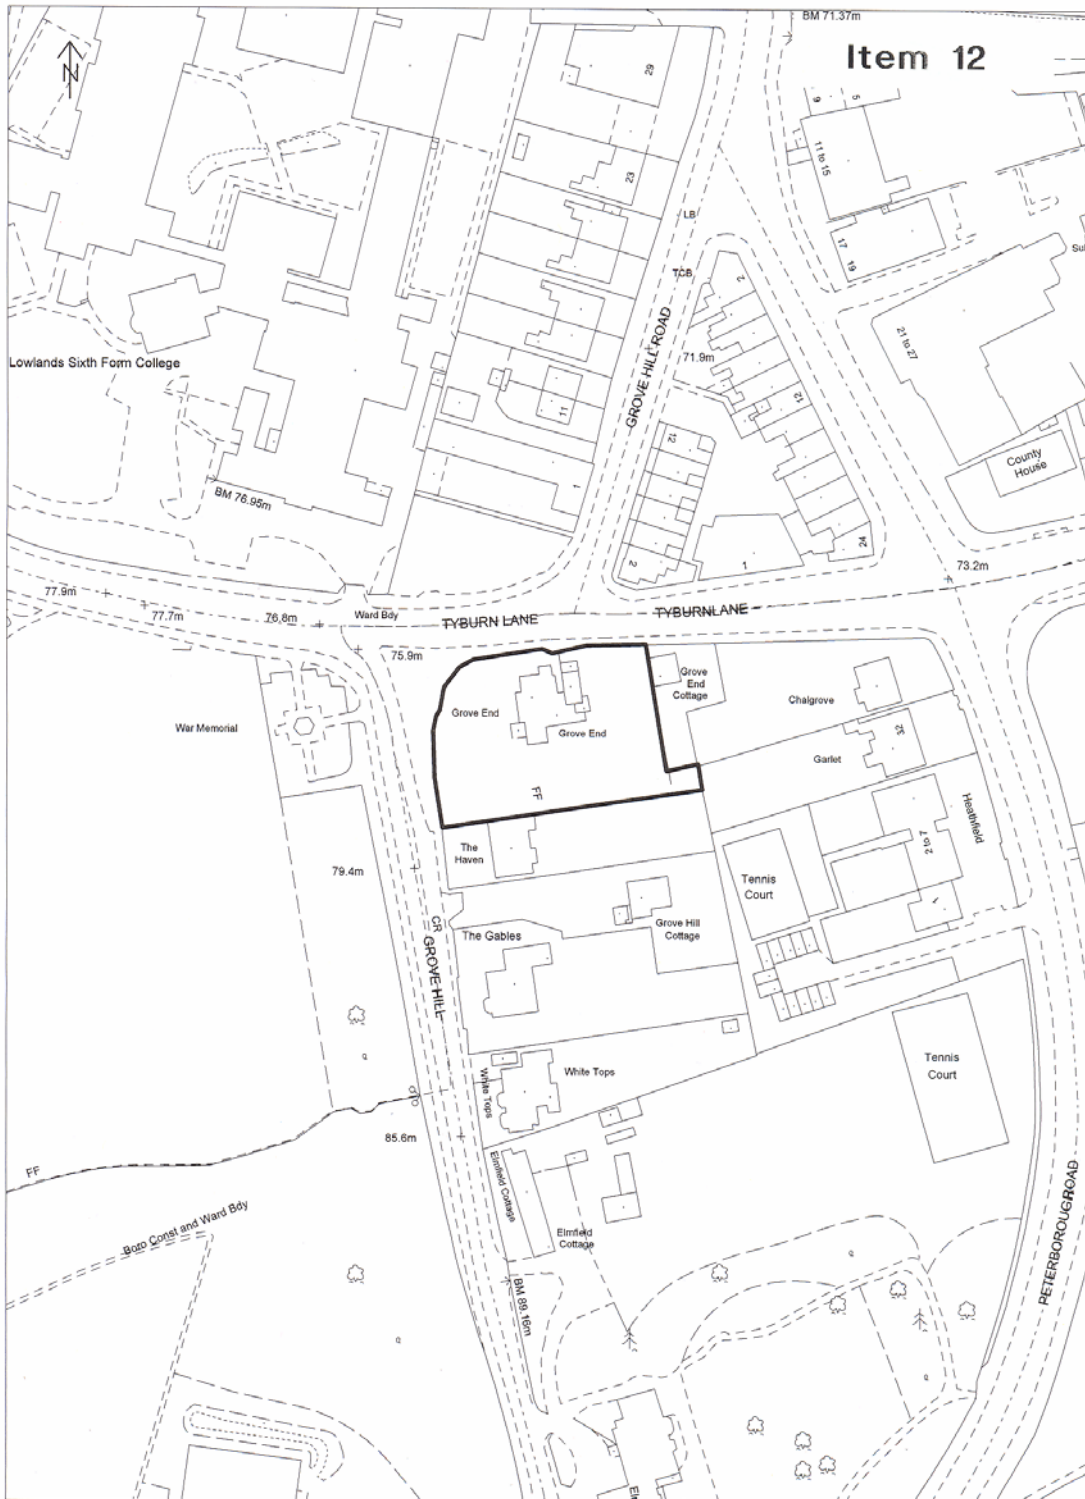 BM 71.37m
Item 12
N
29
9
5
11 to 15
23
LB
17
19
TCB
2
GROVE HILL ROAD
71.9m
21 to 27
Lowlands Sixth Form College
12
11
12
County
House
BM 76.95m
1
24
2
1
73.2m
77.9m
77.7m
76.8m
Ward Bdy
TYBURN LANE
TYBURNLANE
75.9m
Grove
End
Cottage
Chalgrove
War Memorial
Grove End
Grove End
32
Garlet
FF
Heathfield
The
Haven
2 to 7
79.4m
Tennis
Court
1
CR
The Gables
Grove Hill
Cottage
GROVE HILL
Tennis
Court
White Tops
White Tops
85.6m
FF
Elmfield Cottage
Boro Const and Ward Bdy
Elmfield
Cottage
PETERBOROUGROAD
BM 89.16m